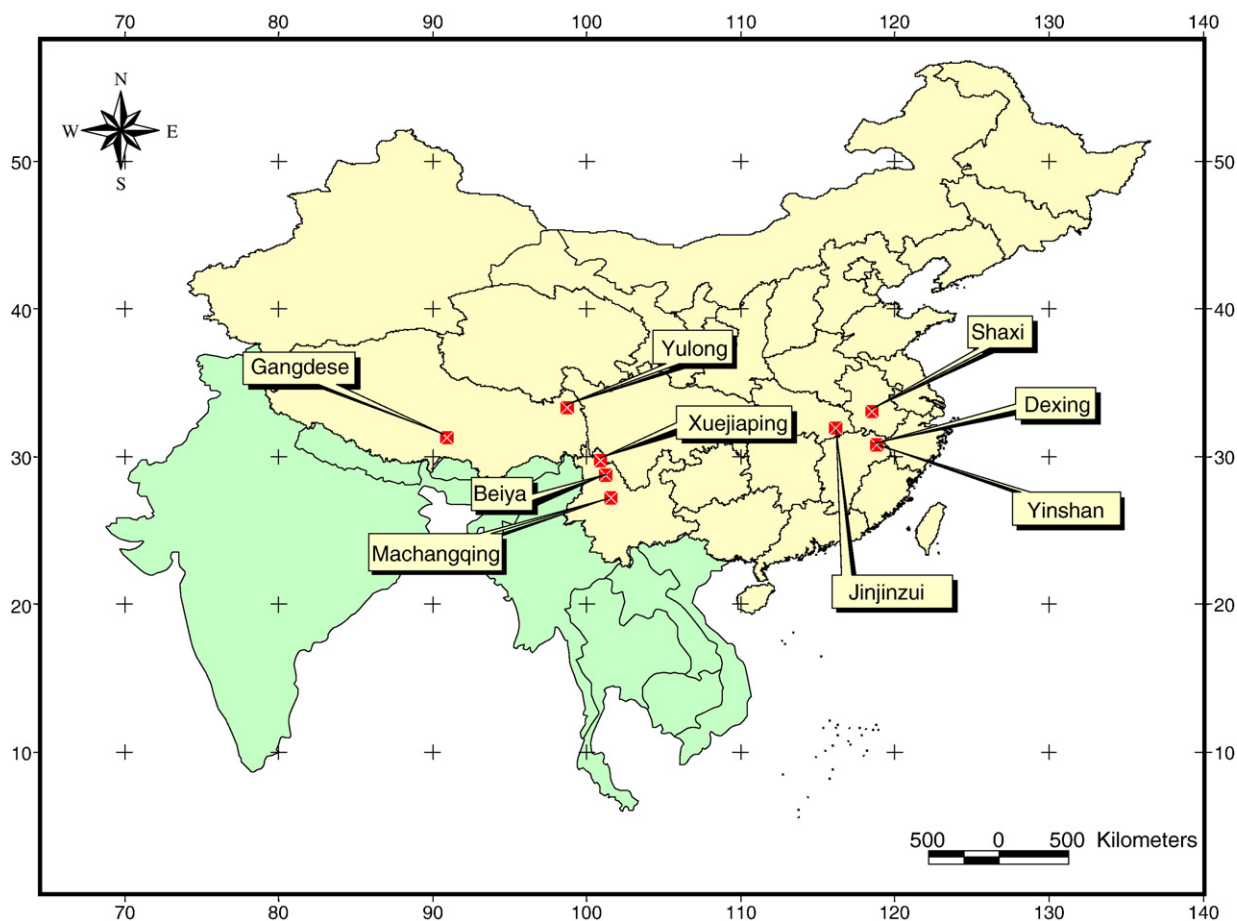 70 80 90 100 110 120 130 140
N
W E
S
50 50
40 40
Shaxi
Yulong
Gangdese
Dexing
Xuejiaping
30 30
Beiya
Yinshan
Machangqing
Jinjinzui
20 20
10 10
500 0 500 Kilometers
70 80 90 100 110 120 130 140